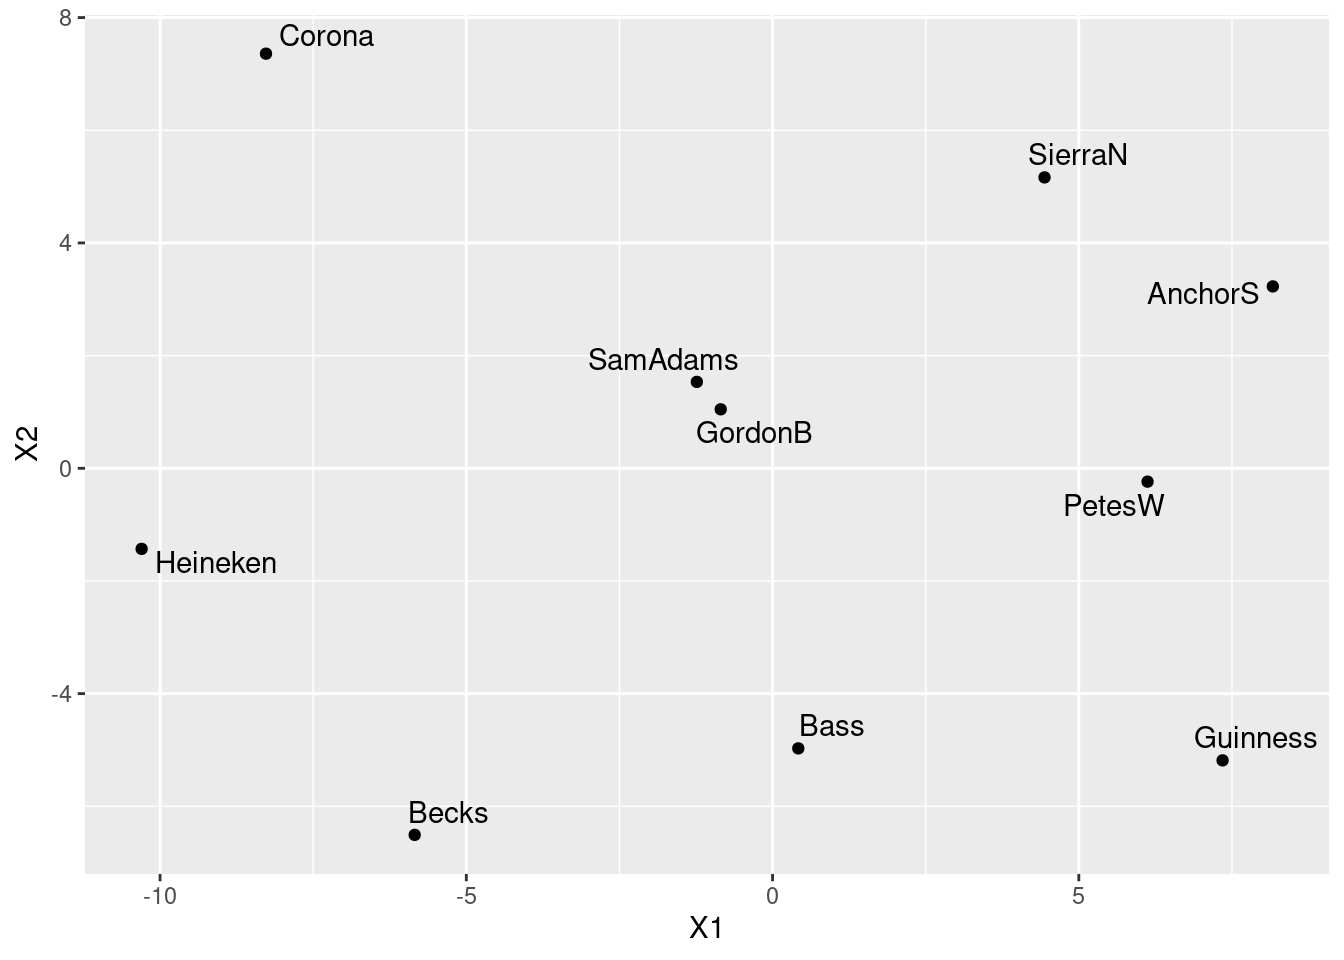 8
Corona
SierraN
4
AnchorS
SamAdams
GordonB
X2
0
PetesW
Heineken
-4
Bass
Guinness
Becks
-10 -5 0 5
X1